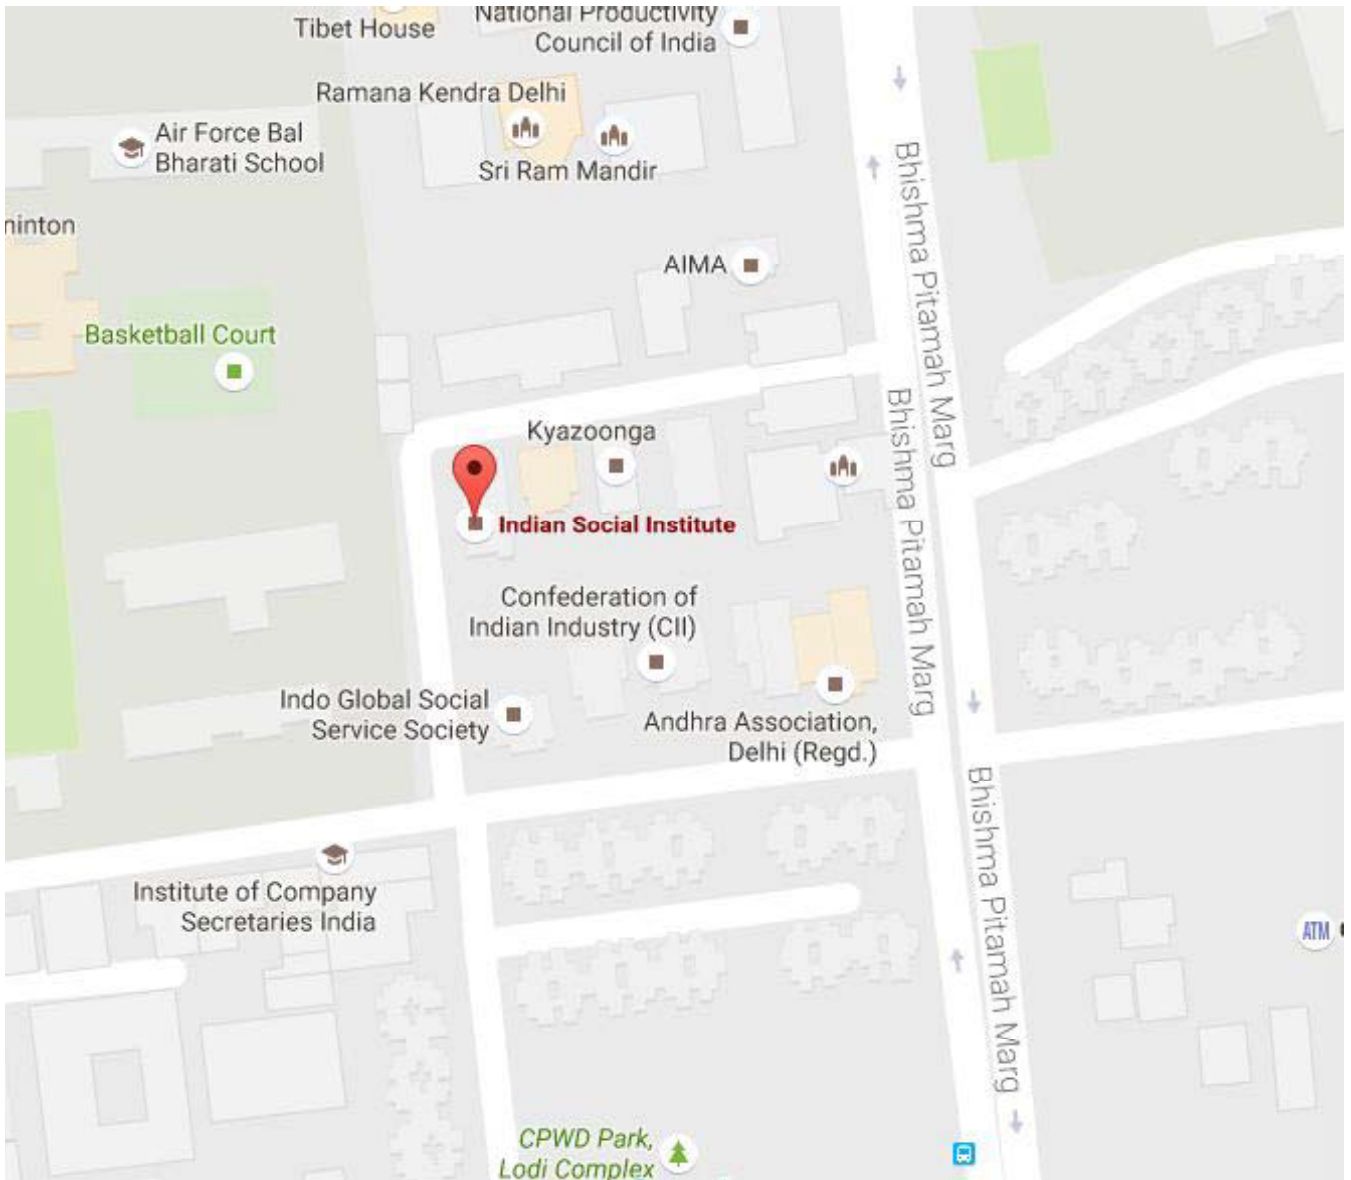 Tibet House
National Productivity
Council of India
Ramana Kendra Delhi
Air Force Bal
Bharati School
Sri Ram Mandir
Bhishma Pitamah Marg
ninton
AIMA
Basketball Court
Bhishma Pitamah Marg
Kyazoonga
Indian Social Institute
Confederation of
Indian Industry (CII)
Indo Global Social
Service Society
Andhra Association,
Delhi (Regd.)
Bhishma Pitamah Marg
Institute of Company
Secretaries India
ATM
CPWD Park,
Lodi Complex